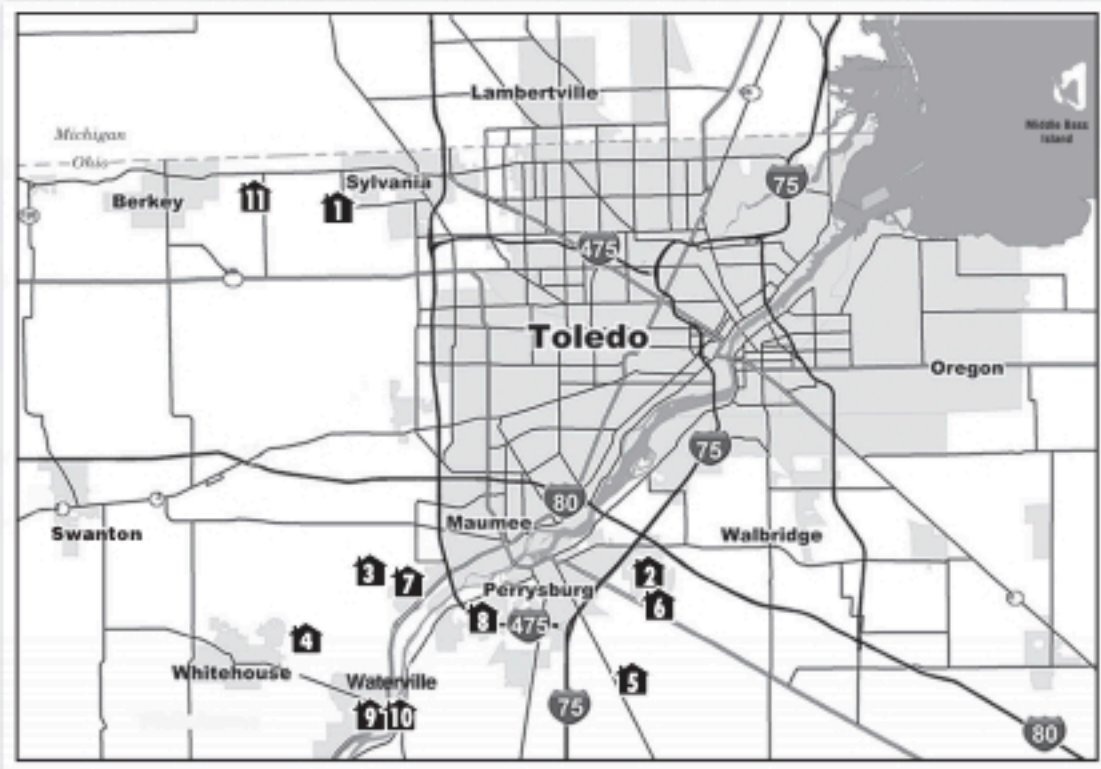 Lambertville
Michigan
Ohio
Middle Bass
Island
Sylvania
75
Berkey
11
1
475
Toledo
Oregon
75
80
Maumee
Swanton
Walbridge
3
7
2
Perrysburg
6
8
475
4
Whitehouse
Waterville
5
9
10
75
80